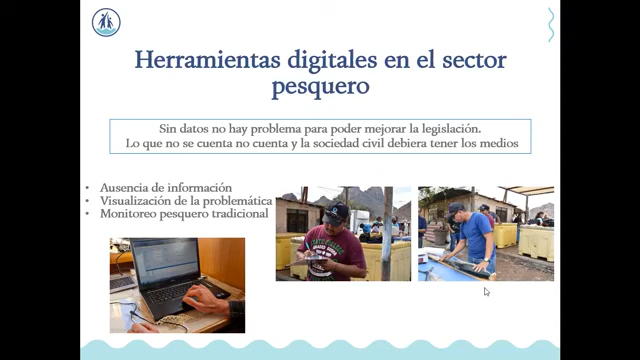 Herramientas digitales en el sector
pesquero
Sin datos no hay problema para poder mejorar la legislación.
Lo que no se cuenta no cuenta y la sociedad civil debiera tener los medios
• Ausencia de información
• Visualización de la problemática
• Monitoreo pesquero tradicional